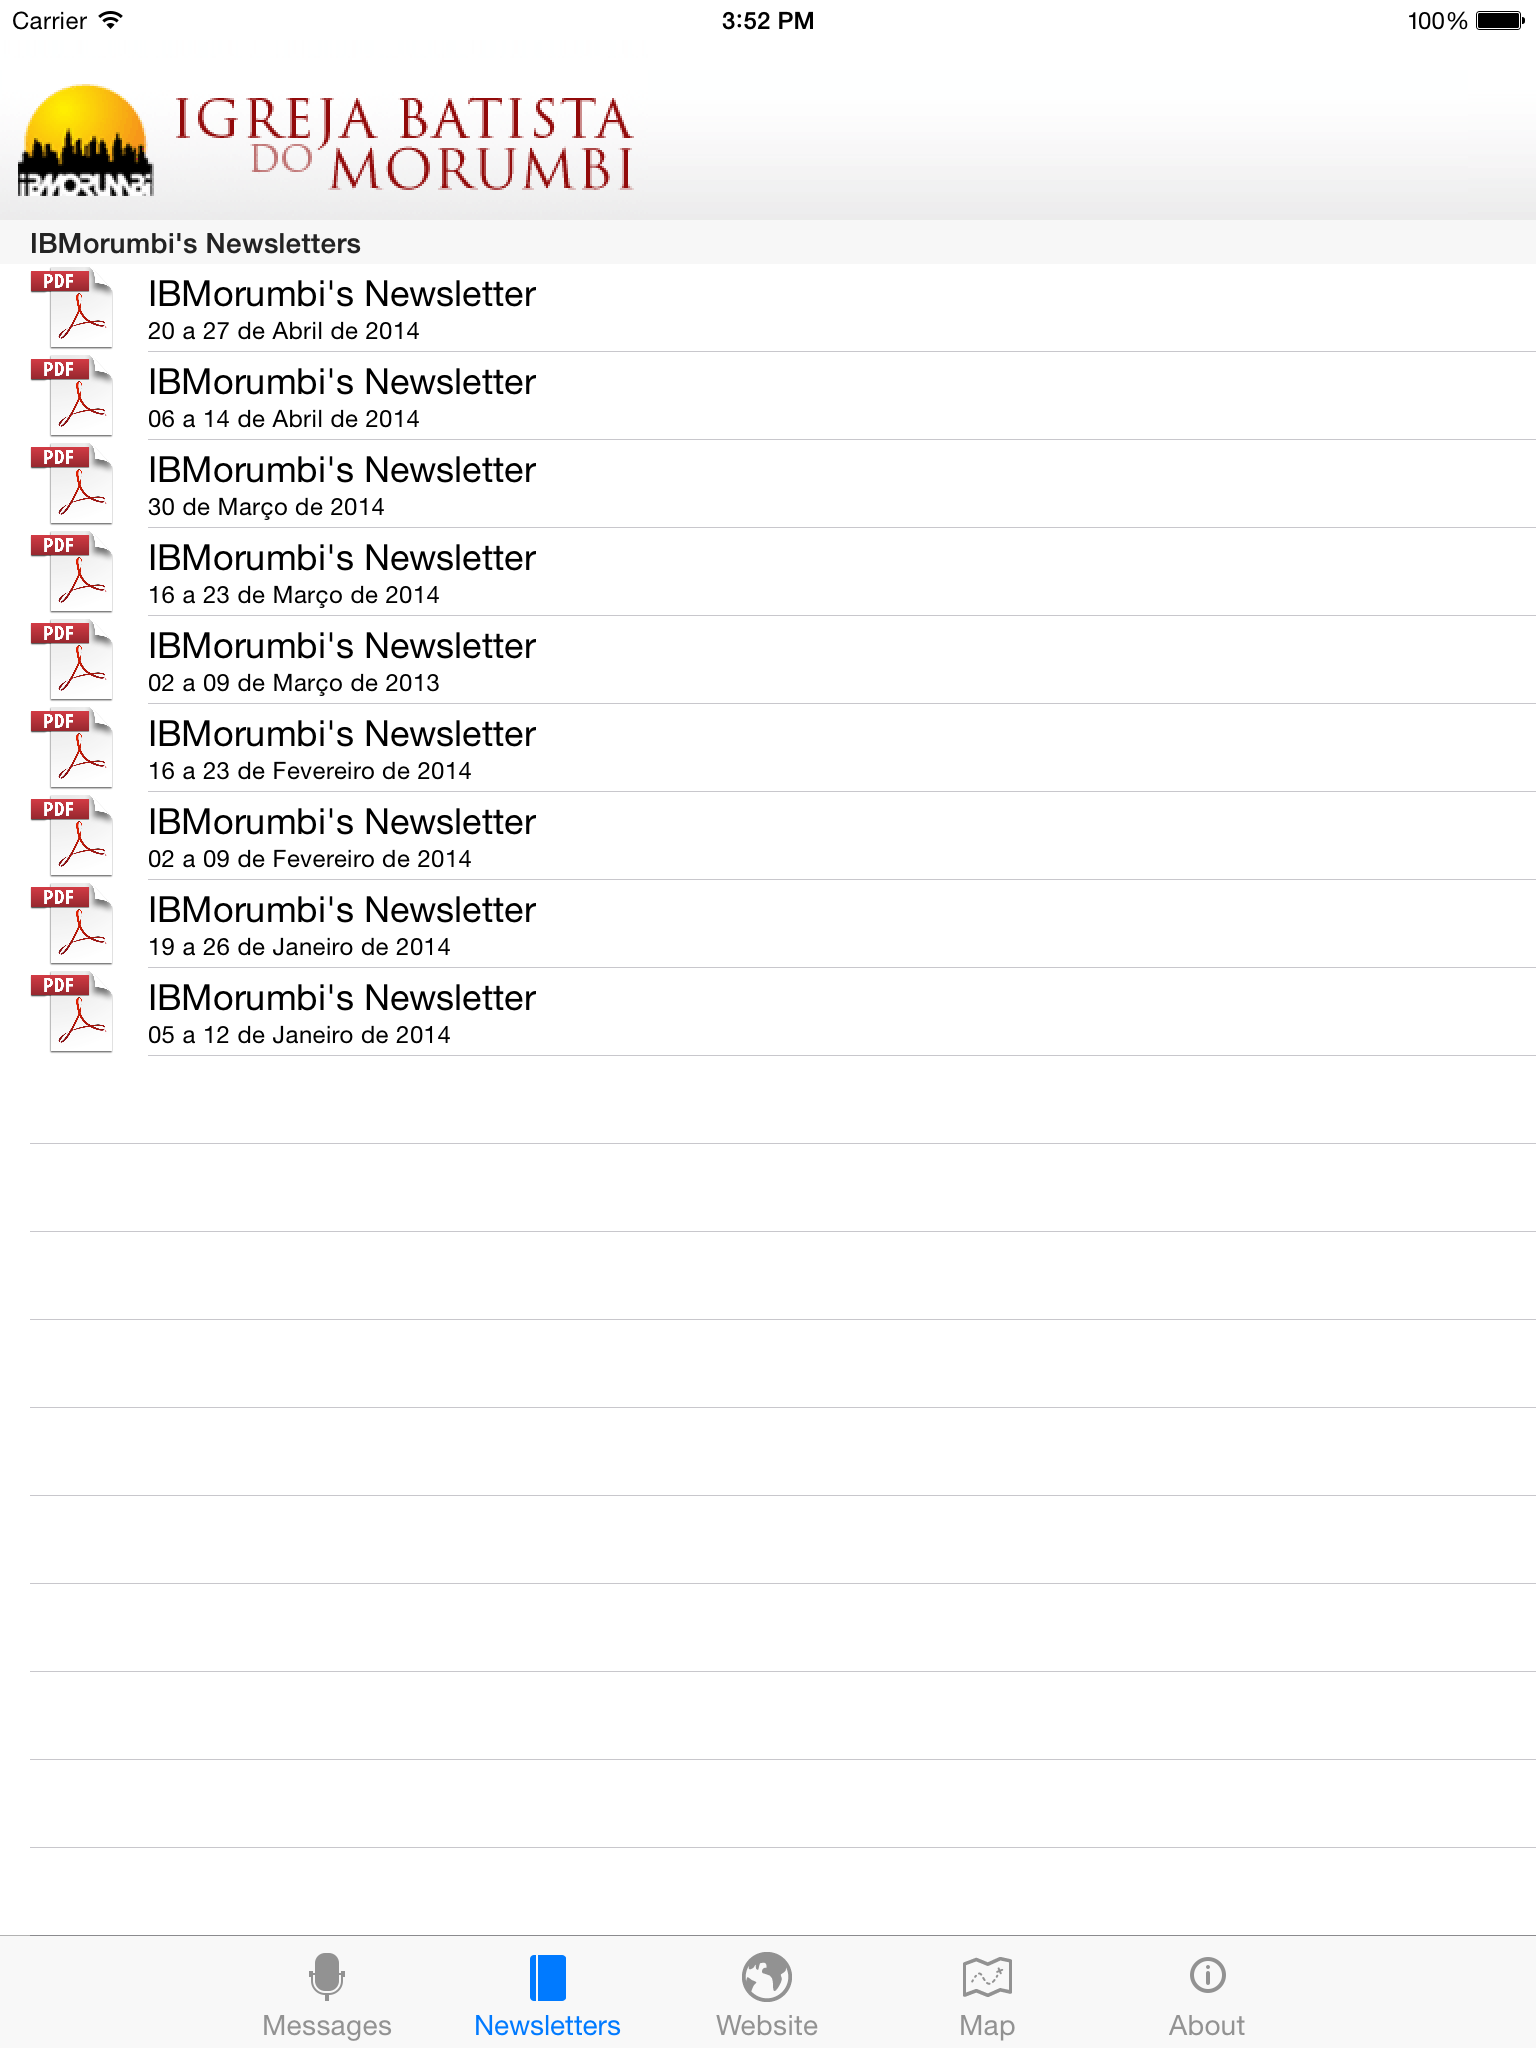 Carrier 3:52 PM 100%
IBMORUMBI
IGREJA BATISTA
DO MORUMBI
IBMorumbi's Newsletters
PDF
IBMorumbi's Newsletter
20 a 27 de Abril de 2014
PDF
IBMorumbi's Newsletter
06 a 14 de Abril de 2014
PDF
IBMorumbi's Newsletter
30 de Março de 2014
PDF
IBMorumbi's Newsletter
16 a 23 de Março de 2014
PDF
IBMorumbi's Newsletter
02 a 09 de Março de 2013
PDF
IBMorumbi's Newsletter
16 a 23 de Fevereiro de 2014
PDF
IBMorumbi's Newsletter
02 a 09 de Fevereiro de 2014
PDF
IBMorumbi's Newsletter
19 a 26 de Janeiro de 2014
PDF
IBMorumbi's Newsletter
05 a 12 de Janeiro de 2014
Messages Newsletters Website Map About